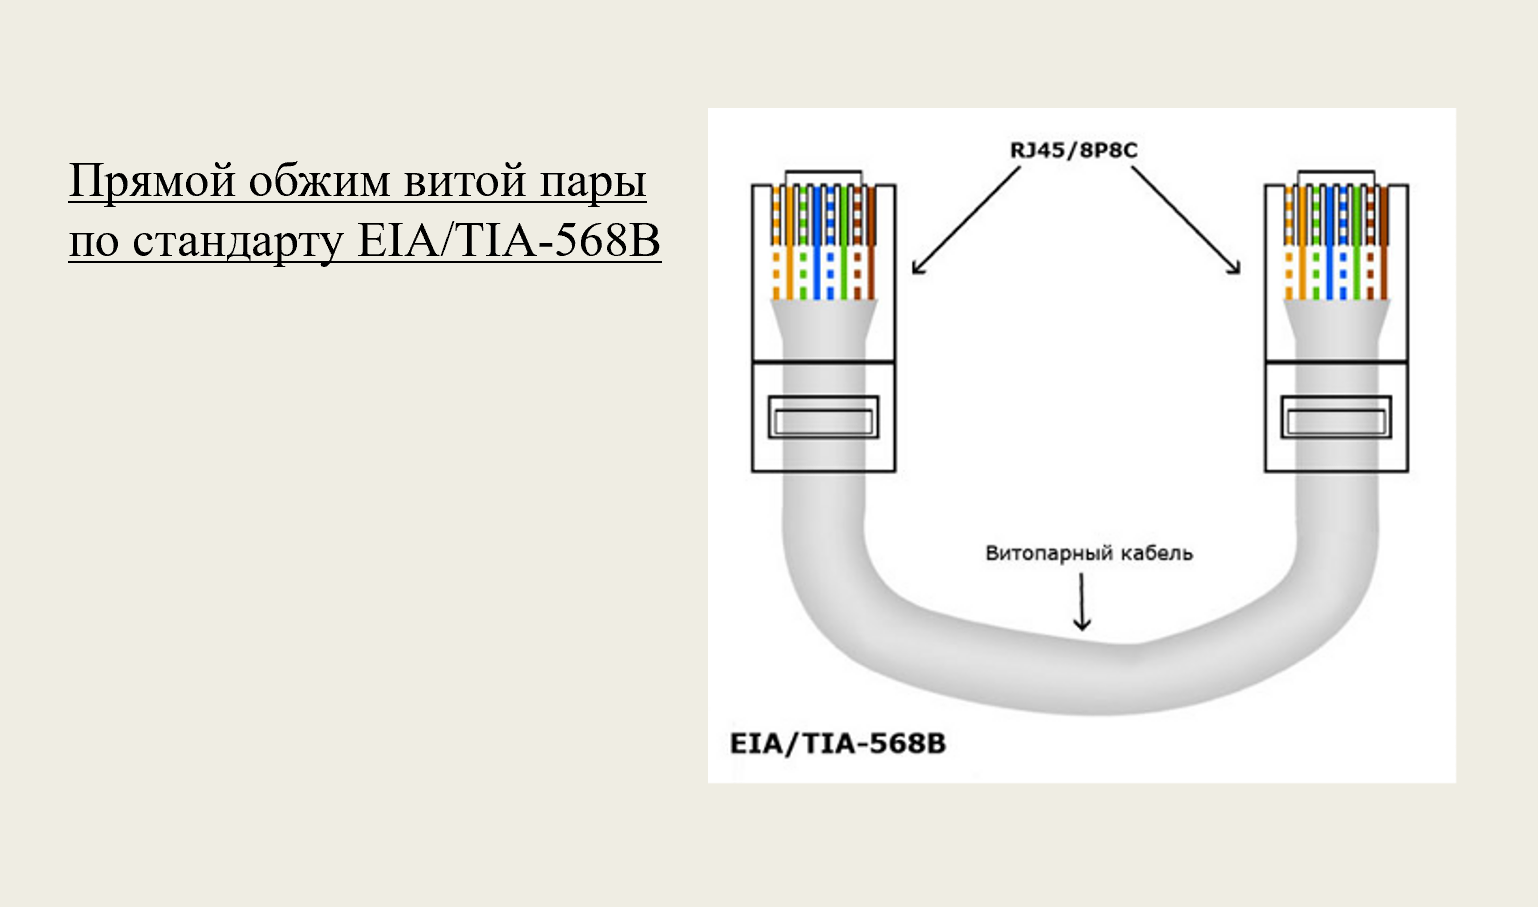 Прямой обжим витой пары
по стандарту EIA/TIA-568B
RJ45/8P8C
Витопарный кабель
EIA/TIA-568B